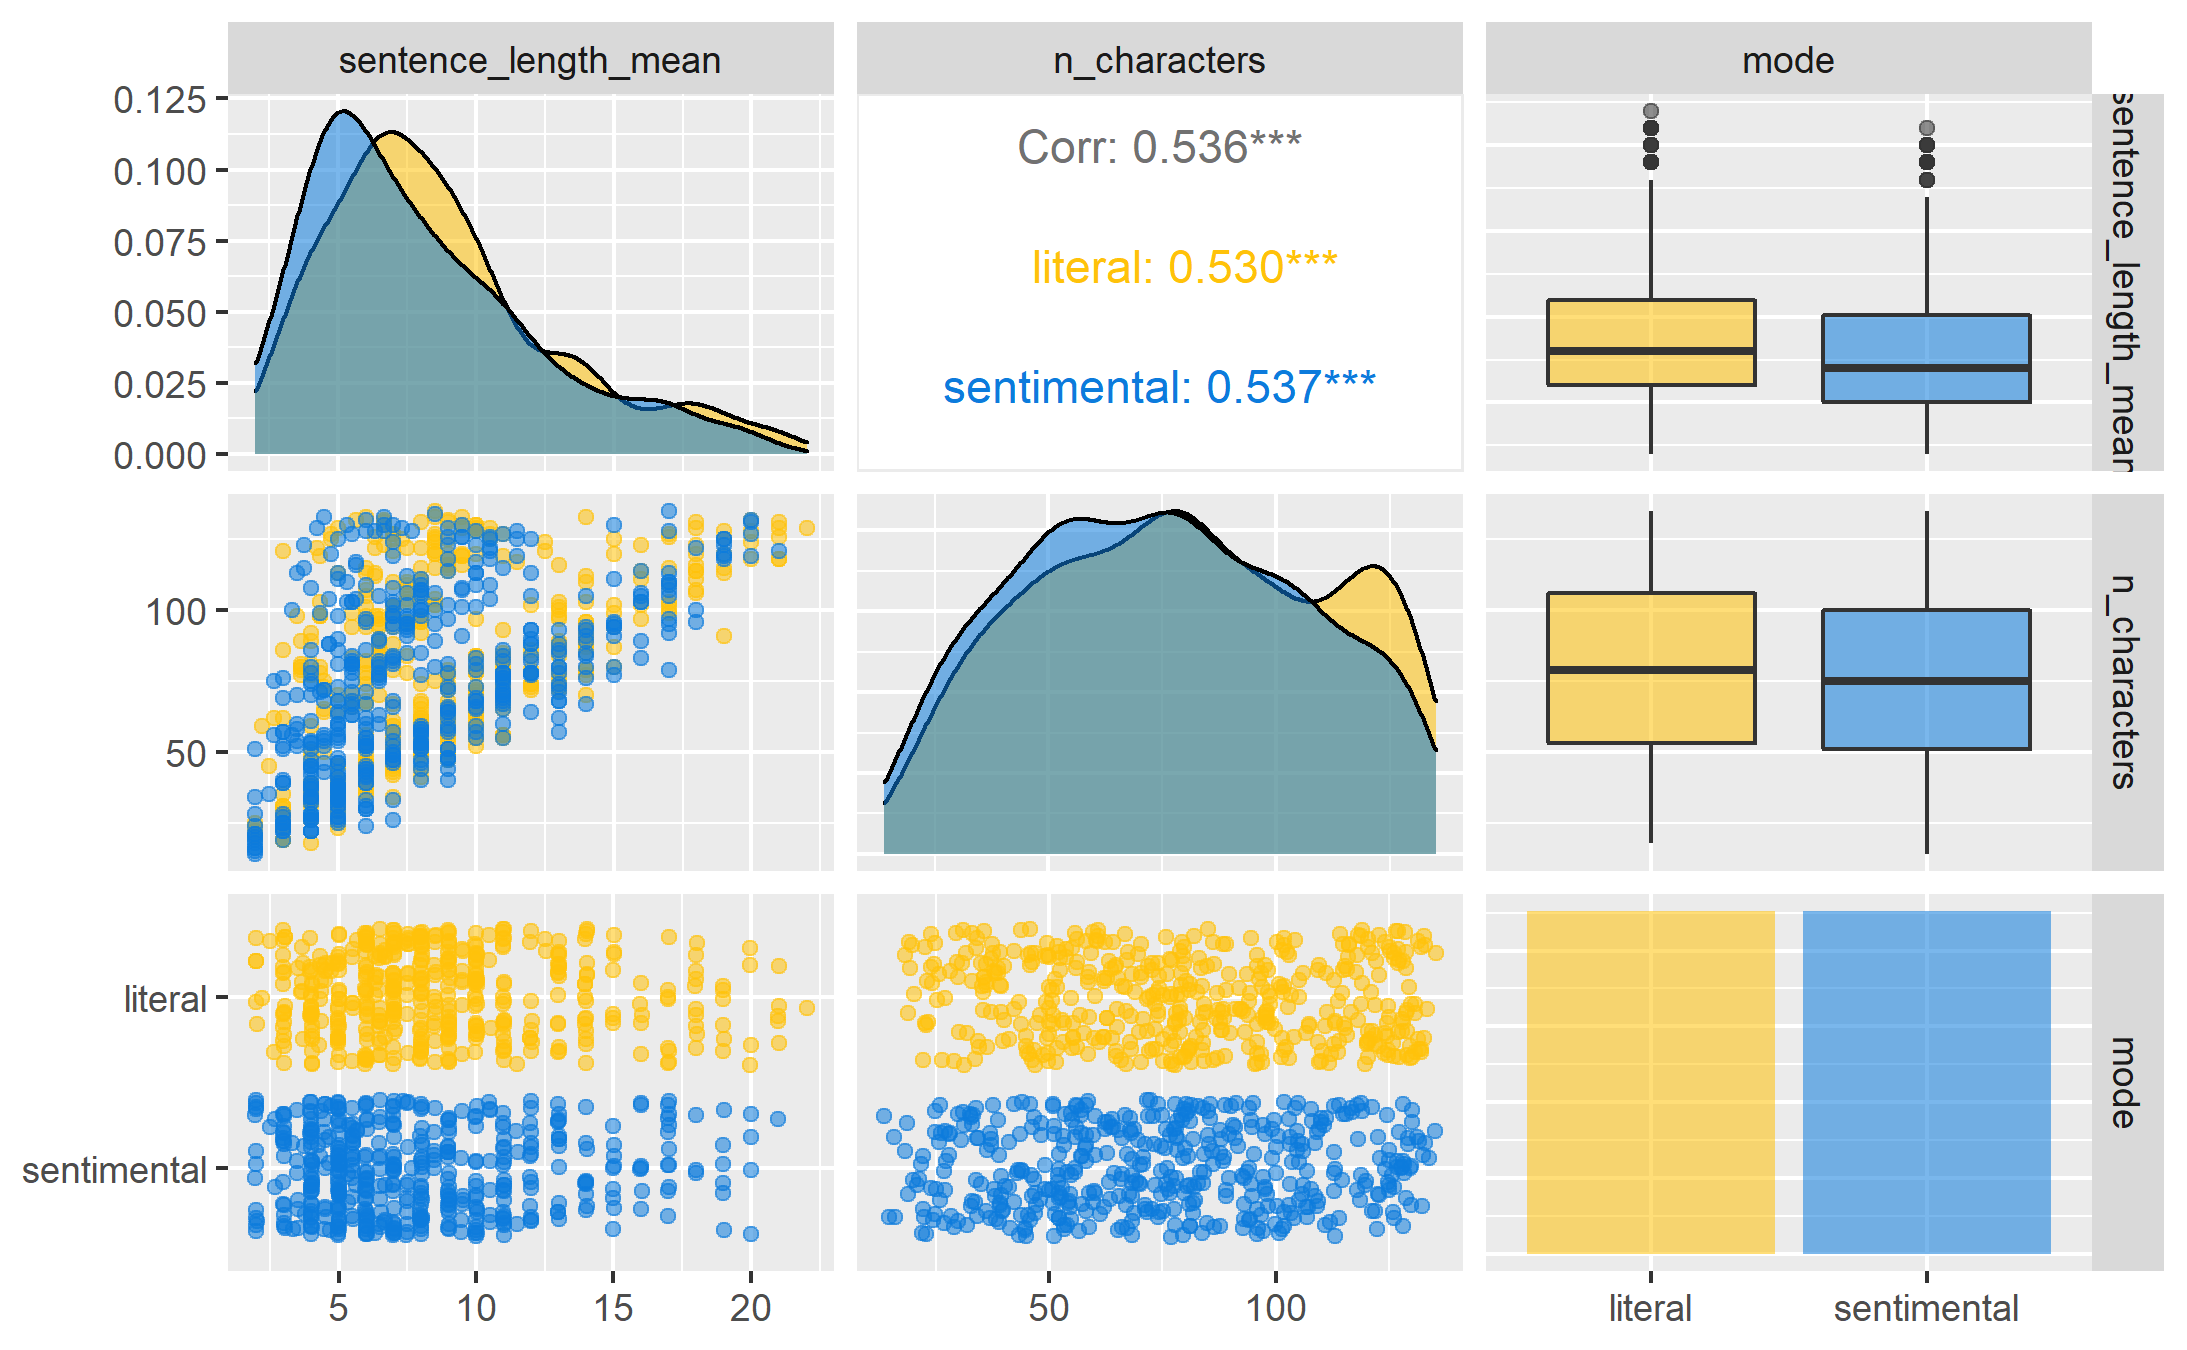 sentence_length_mean
n_characters
mode
0.125
0.100
0.075
0.050
0.025
0.000
Corr: 0.536***
literal: 0.530***
sentimental: 0.537***
sentence_length_mean
100
50
n_characters
literal
sentimental
mode
5
10
15
20
50
100
literal
sentimental